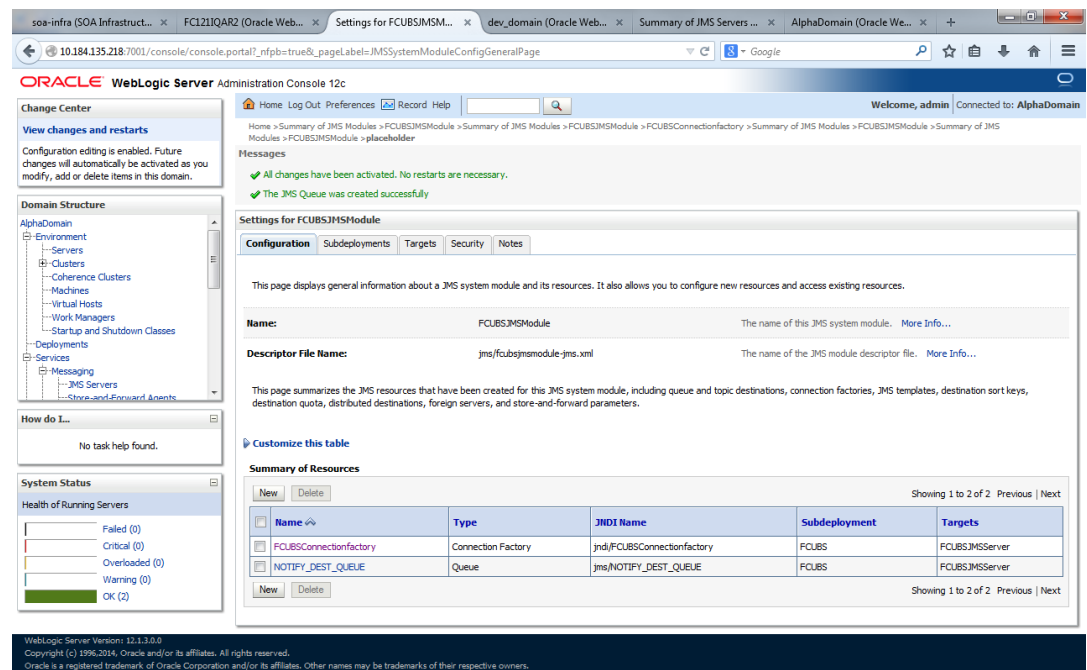 soa-infra (SOA Infrastruct... ×
FC121IQAR2 (Oracle Web... ×
Settings for FCUBSJMSM... ×
dev_domain (Oracle Web... ×
Summary of JMS Servers ... ×
AlphaDomain (Oracle We... ×
+
10.184.135.218:7001/console/console.portal?_nfpb=true&_pageLabel=JMSSystemModuleConfigGeneralPage
8 - Google
ORACLE WebLogic Server Administration Console 12c
Change Center
View changes and restarts
Configuration editing is enabled. Future
changes will automatically be activated as you
modify, add or delete items in this domain.
Domain Structure
AlphaDomain
Environment
Servers
Clusters
Coherence Clusters
Machines
Virtual Hosts
Work Managers
Startup and Shutdown Classes
Deployments
Services
Messaging
JMS Servers
Store-and-Forward Agents
How do I...
No task help found.
System Status
Health of Running Servers
Failed (0)
Critical (0)
Overloaded (0)
Warning (0)
OK (2)
Home Log Out Preferences Record Help
Welcome, admin Connected to: AlphaDomain
Home >Summary of JMS Modules >FCUBSJMSModule >Summary of JMS Modules >FCUBSJMSModule >FCUBSConnectionfactory >Summary of JMS Modules >FCUBSJMSModule >Summary of JMS
Modules >FCUBSJMSModule >placeholder
Messages
All changes have been activated. No restarts are necessary.
The JMS Queue was created successfully
Settings for FCUBSJMSModule
Configuration Subdeployments Targets Security Notes
This page displays general information about a JMS system module and its resources. It also allows you to configure new resources and access existing resources.
Name: FCUBSJMSModule The name of this JMS system module. More Info...
Descriptor File Name: jms/fcubsjmsmodule-jms.xml The name of the JMS module descriptor file. More Info...
This page summarizes the JMS resources that have been created for this JMS system module, including queue and topic destinations, connection factories, JMS templates, destination sort keys,
destination quota, distributed destinations, foreign servers, and store-and-forward parameters.
Customize this table
Summary of Resources
New Delete Showing 1 to 2 of 2 Previous | Next
Name Type JNDI Name Subdeployment Targets
FCUBSConnectionfactory Connection Factory jndi/FCUBSConnectionfactory FCUBS FCUBSJMSServer
NOTIFY_DEST_QUEUE Queue jms/NOTIFY_DEST_QUEUE FCUBS FCUBSJMSServer
New Delete Showing 1 to 2 of 2 Previous | Next
WebLogic Server Version: 12.1.3.0.0
Copyright (c) 1996,2014, Oracle and/or its affiliates. All rights reserved.
Oracle is a registered trademark of Oracle Corporation and/or its affiliates. Other names may be trademarks of their respective owners.